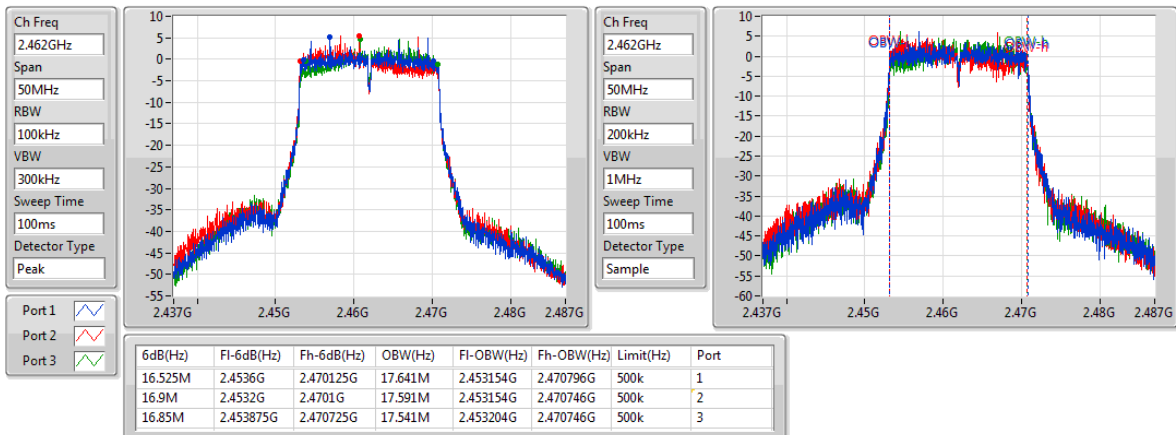 Ch Freq
2.462GHz
Span
50MHz
RBW
100kHz
VBW
300kHz
Sweep Time
100ms
Detector Type
Peak
Port 1
Port 2
Port 3
10
5
0
-5
-10
-15
-20
-25
-30
-35
-40
-45
-50
-55
2.437G 2.45G 2.46G 2.47G 2.48G 2.487G
Ch Freq
2.462GHz
Span
50MHz
RBW
200kHz
VBW
1MHz
Sweep Time
100ms
Detector Type
Sample
10
5
0
-5
-10
-15
-20
-25
-30
-35
-40
-45
-50
-55
-60
2.437G 2.45G 2.46G 2.47G 2.48G 2.487G
6dB(Hz) Fl-6dB(Hz) Fh-6dB(Hz) OBW(Hz) Fl-OBW(Hz) Fh-OBW(Hz) Limit(Hz) Port
16.525M 2.4536G 2.470125G 17.641M 2.453154G 2.470796G 500k 1
16.9M 2.4532G 2.4701G 17.591M 2.453154G 2.470746G 500k 2
16.85M 2.453875G 2.470725G 17.541M 2.453204G 2.470746G 500k 3